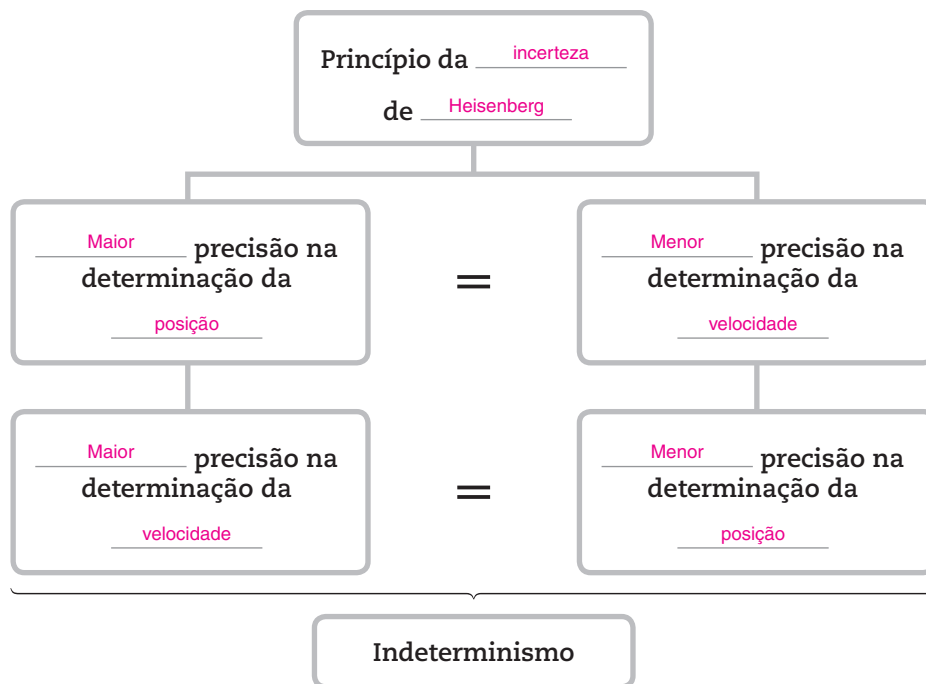 Princípio da incerteza
de Heisenberg
Maior precisão na
determinação da
posição
=
Menor precisão na
determinação da
velocidade
Maior precisão na
determinação da
velocidade
=
Menor precisão na
determinação da
posição
Indeterminismo